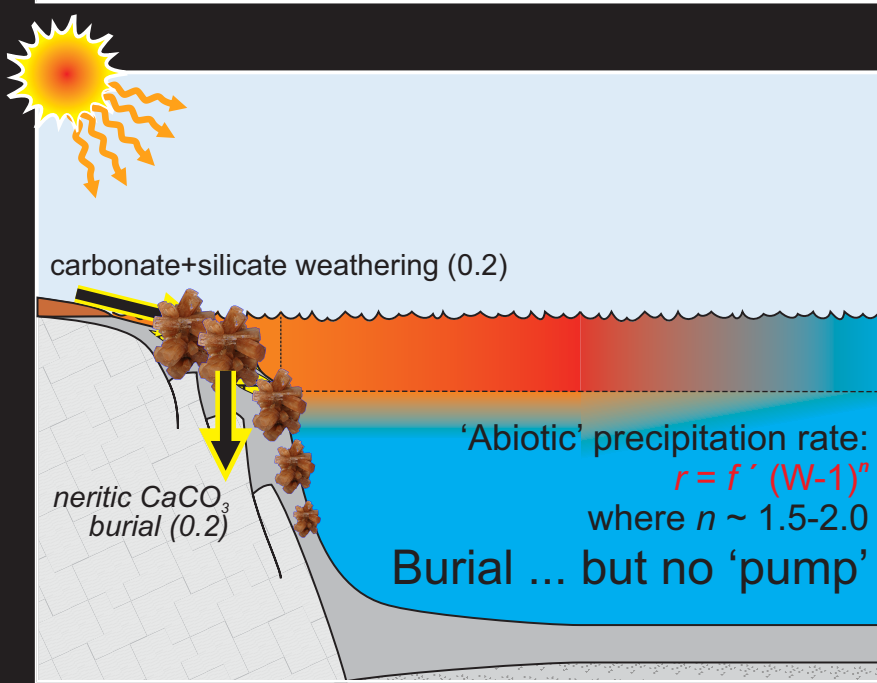 carbonate+silicate weathering (0.2)
'Abiotic' precipitation rate:
r = f ´ (W-1)ⁿ
where n ~ 1.5-2.0
neritic CaCO₃
burial (0.2)
Burial ... but no 'pump'